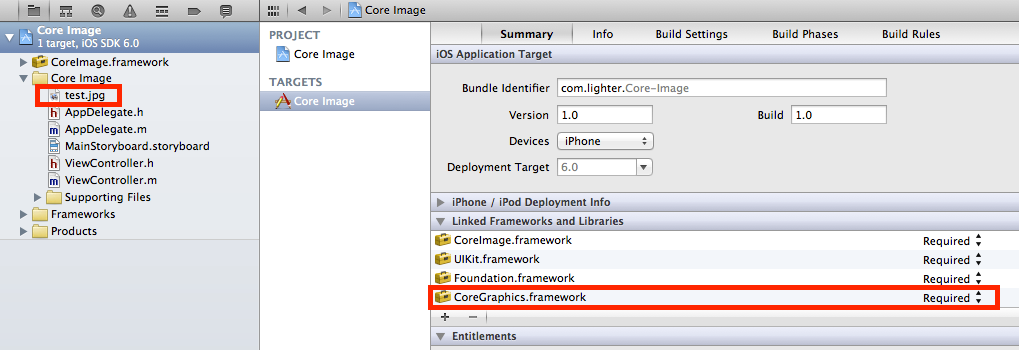 Core Image
Core Image
1 target, iOS SDK 6.0
CoreImage.framework
Core Image
test.jpg
AppDelegate.h
AppDelegate.m
MainStoryboard.storyboard
ViewController.h
ViewController.m
Supporting Files
Frameworks
Products
PROJECT
Core Image
TARGETS
Core Image
Summary Info Build Settings Build Phases Build Rules
iOS Application Target
Bundle Identifier com.lighter.Core-Image
Version 1.0 Build 1.0
Devices iPhone
Deployment Target 6.0
iPhone / iPod Deployment Info
Linked Frameworks and Libraries
CoreImage.framework Required
UIKit.framework Required
Foundation.framework Required
CoreGraphics.framework Required
Entitlements